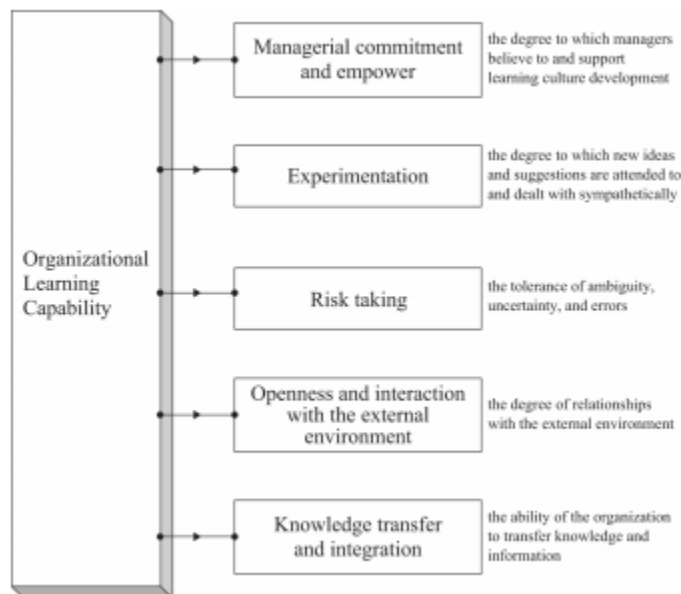 Organizational
Learning
Capability
Managerial commitment
and empower
the degree to which managers
believe to and support
learning culture development
Experimentation
the degree to which new ideas
and suggestions are attended to
and dealt with sympathetically
Risk taking
the tolerance of ambiguity,
uncertainty, and errors
Openness and interaction
with the external
environment
the degree of relationships
with the external environment
Knowledge transfer
and integration
the ability of the organization
to transfer knowledge and
information